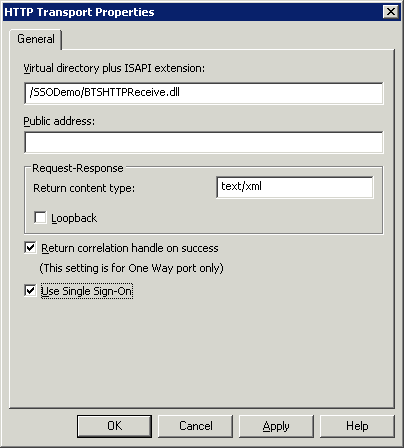 HTTP Transport Properties
General
Virtual directory plus ISAPI extension:
/SSODemo/BTSHTTPReceive.dll
Public address:
Request-Response
Return content type:
text/xml
Loopback
Return correlation handle on success
(This setting is for One Way port only)
Use Single Sign-On
OK
Cancel
Apply
Help